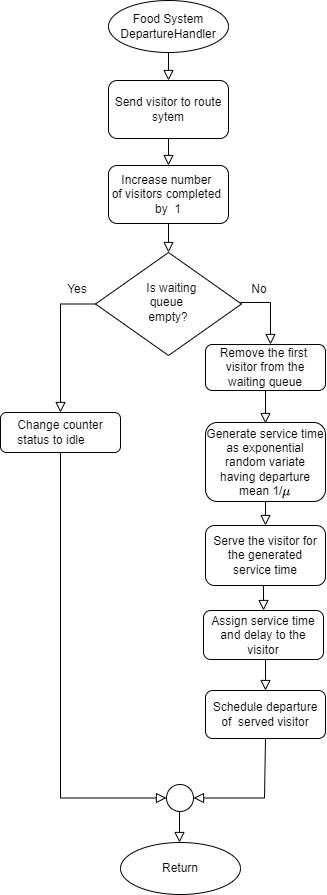 Food System
DepartureHandler
Send visitor to route
sytem
Increase number
of visitors completed
by 1
Is waiting
queue
empty?
Yes
No
Remove the first
visitor from the
waiting queue
Change counter
status to idle
Generate service time
as exponential
random variate
having departure
mean 1/μ
Serve the visitor for
the generated
service time
Assign service time
and delay to the
visitor
Schedule departure
of served visitor
Return